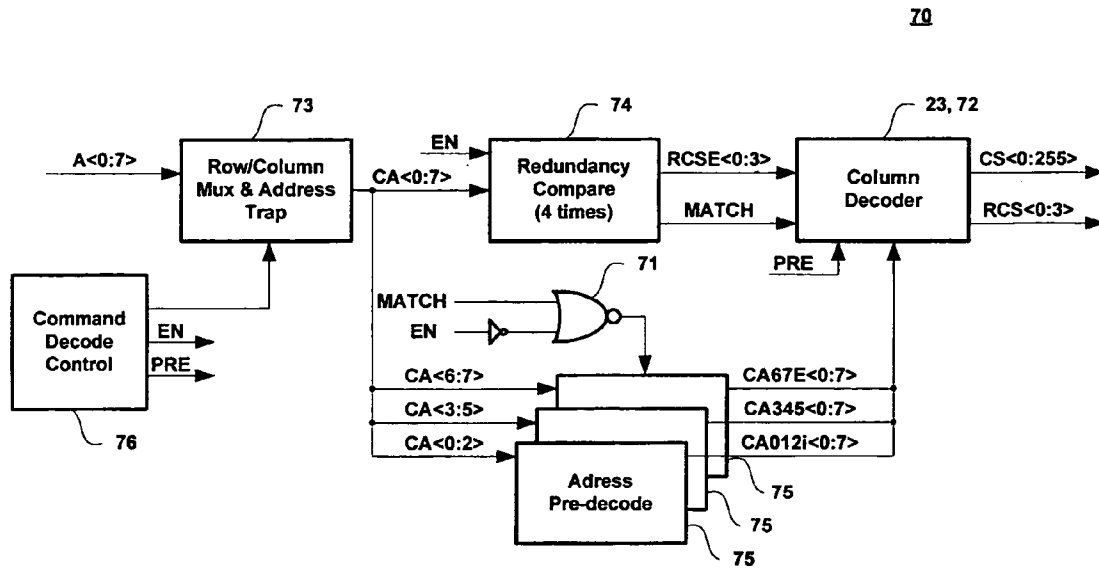 70
73
74
23, 72
A<0:7>
Row/Column
Mux & Address
Trap
CA<0:7>
EN
Redundancy
Compare
(4 times)
RCSE<0:3>
MATCH
Column
Decoder
CS<0:255>
RCS<0:3>
PRE
71
MATCH
EN
Command
Decode
Control
EN
PRE
76
CA<6:7>
CA<3:5>
CA<0:2>
CA67E<0:7>
CA345<0:7>
CA012i<0:7>
Adress
Pre-decode
75
75
75